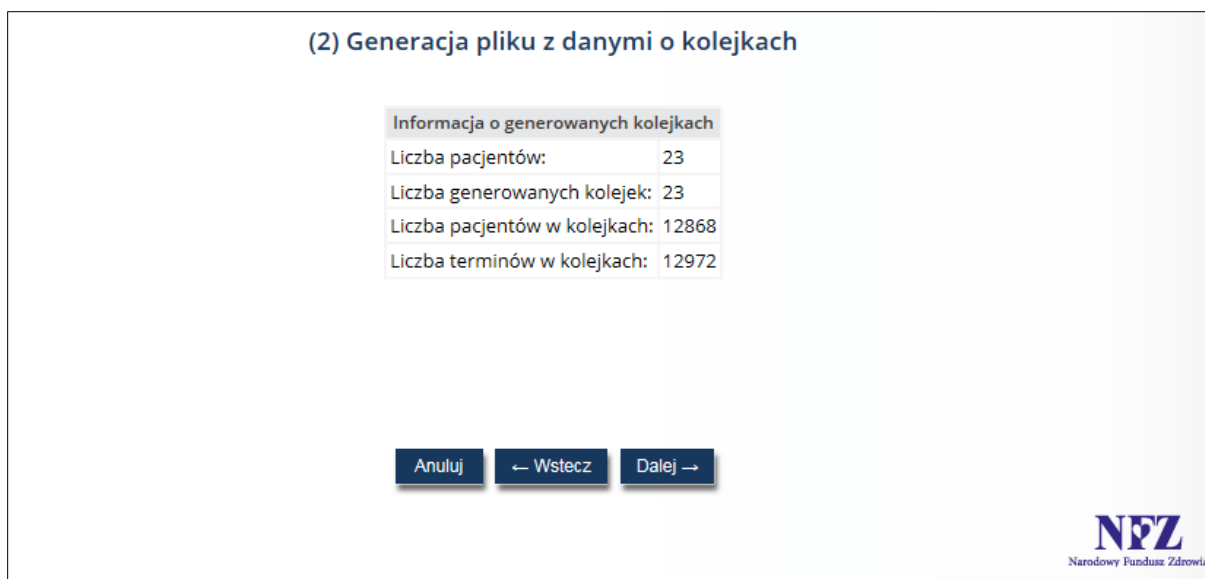 (2) Generacja pliku z danymi o kolejkach
Informacja o generowanych kolejkach
Liczba pacjentów: 23
Liczba generowanych kolejek: 23
Liczba pacjentów w kolejkach: 12868
Liczba terminów w kolejkach: 12972
Anuluj ← Wstecz Dalej →
NFZ
Narodowy Fundusz Zdrowia